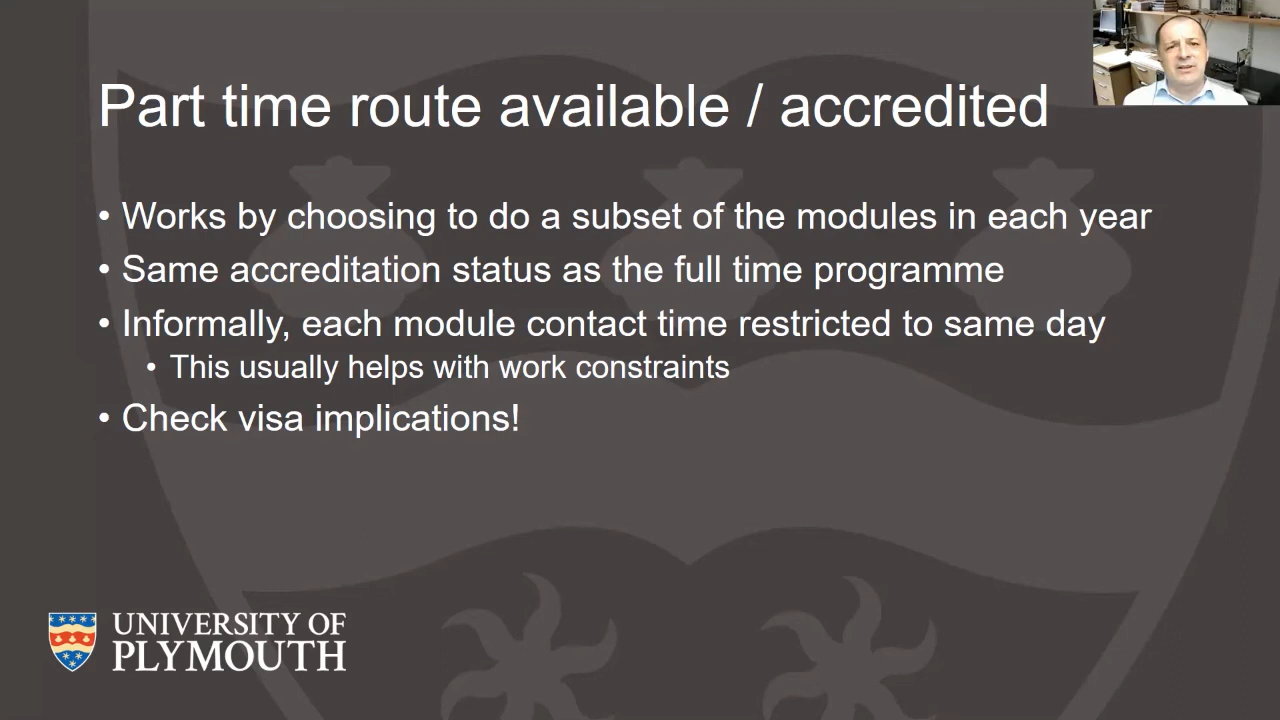 Part time route available / accredited
• Works by choosing to do a subset of the modules in each year
• Same accreditation status as the full time programme
• Informally, each module contact time restricted to same day
• This usually helps with work constraints
• Check visa implications!
UNIVERSITY OF
PLYMOUTH